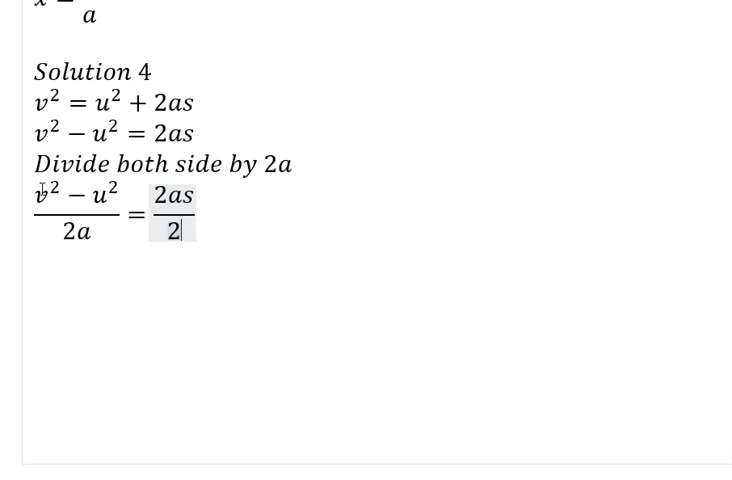 a
Solution 4
v² = u² + 2as
v² − u² = 2as
Divide both side by 2a
v² − u² / 2a = 2as / 2